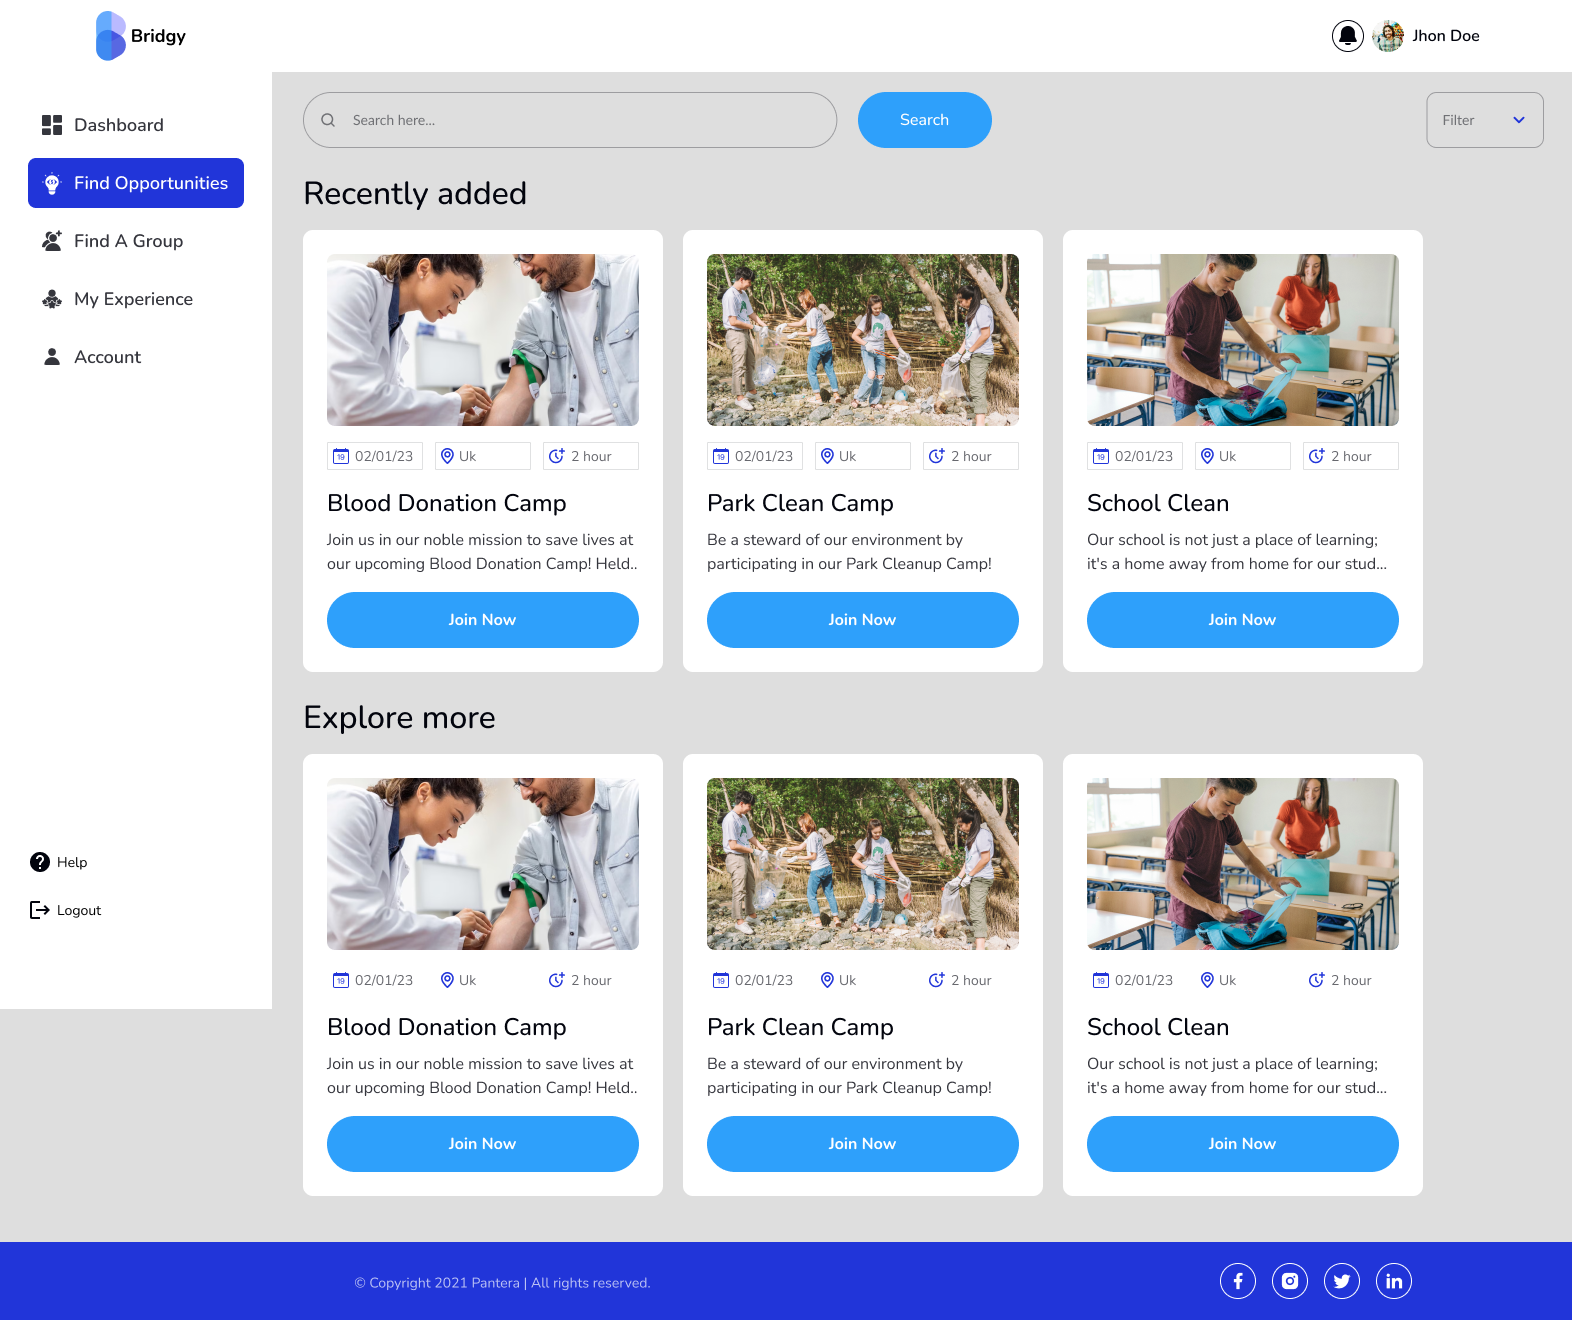 Bridgy
Jhon Doe
Dashboard
Find Opportunities
Find A Group
My Experience
Account
Help
Logout
Search here...
Search
Filter
Recently added
19 02/01/23 Uk 2 hour
Blood Donation Camp
Join us in our noble mission to save lives at
our upcoming Blood Donation Camp! Held..
Join Now
19 02/01/23 Uk 2 hour
Park Clean Camp
Be a steward of our environment by
participating in our Park Cleanup Camp!
Join Now
19 02/01/23 Uk 2 hour
School Clean
Our school is not just a place of learning;
it's a home away from home for our stud...
Join Now
Explore more
19 02/01/23 Uk 2 hour
Blood Donation Camp
Join us in our noble mission to save lives at
our upcoming Blood Donation Camp! Held..
Join Now
19 02/01/23 Uk 2 hour
Park Clean Camp
Be a steward of our environment by
participating in our Park Cleanup Camp!
Join Now
19 02/01/23 Uk 2 hour
School Clean
Our school is not just a place of learning;
it's a home away from home for our stud...
Join Now
© Copyright 2021 Pantera | All rights reserved.